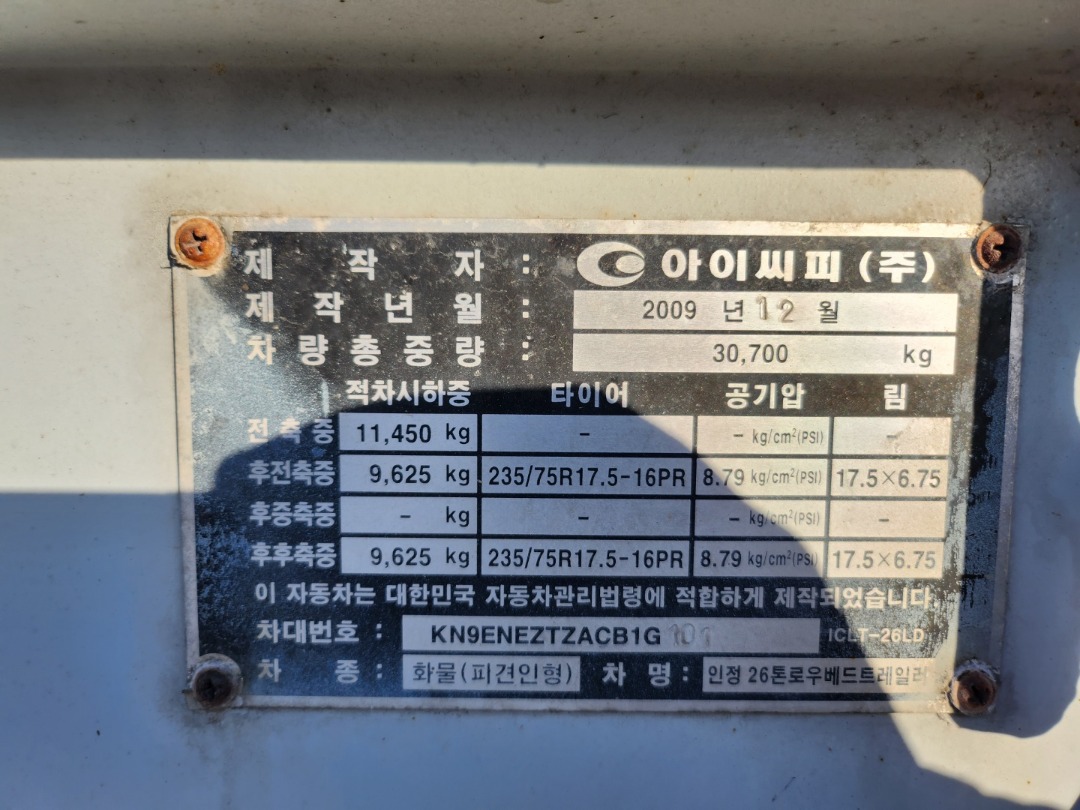 제 작 자 : 아이씨피 (주)
제 작 년 월 : 2009 년 12 월
차 량 총 중 량 : 30,700 kg
적차시하중 타이어 공기압 림
전 축 중 11,450 kg - - kg/cm²(PSI) -
후전축중 9,625 kg 235/75R17.5-16PR 8.79 kg/cm²(PSI) 17.5×6.75
후중축중 - kg - - kg/cm²(PSI) -
후후축중 9,625 kg 235/75R17.5-16PR 8.79 kg/cm²(PSI) 17.5×6.75
이 자동차는 대한민국 자동차관리법령에 적합하게 제작되었습니다
차대번호 : KN9ENEZTZACB1G101 ICLT-26LD
차 종 : 화물(피견인형) 차 명 : 인정 26톤로우베드트레일러